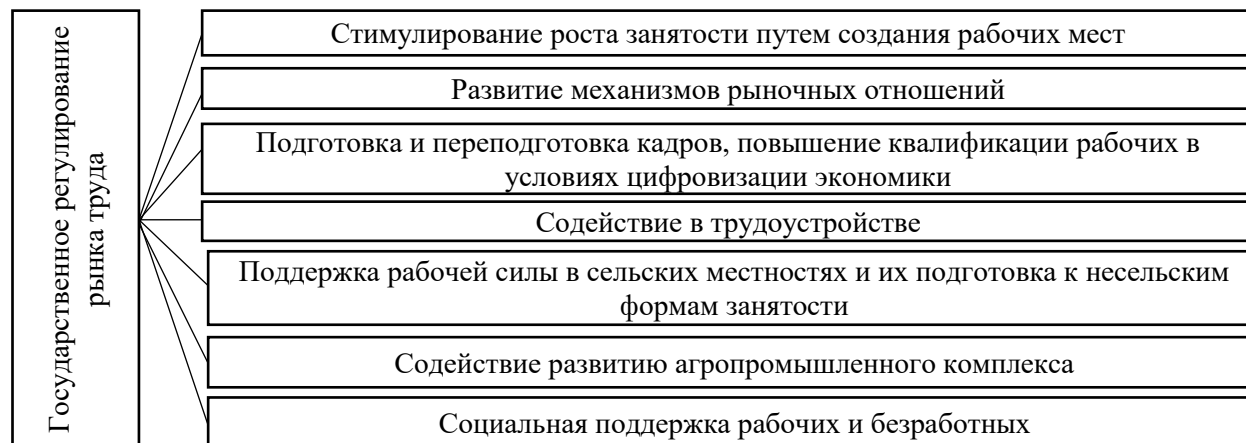 Государственное регулирование
рынка труда
Стимулирование роста занятости путем создания рабочих мест
Развитие механизмов рыночных отношений
Подготовка и переподготовка кадров, повышение квалификации рабочих в
условиях цифровизации экономики
Содействие в трудоустройстве
Поддержка рабочей силы в сельских местностях и их подготовка к несельским
формам занятости
Содействие развитию агропромышленного комплекса
Социальная поддержка рабочих и безработных